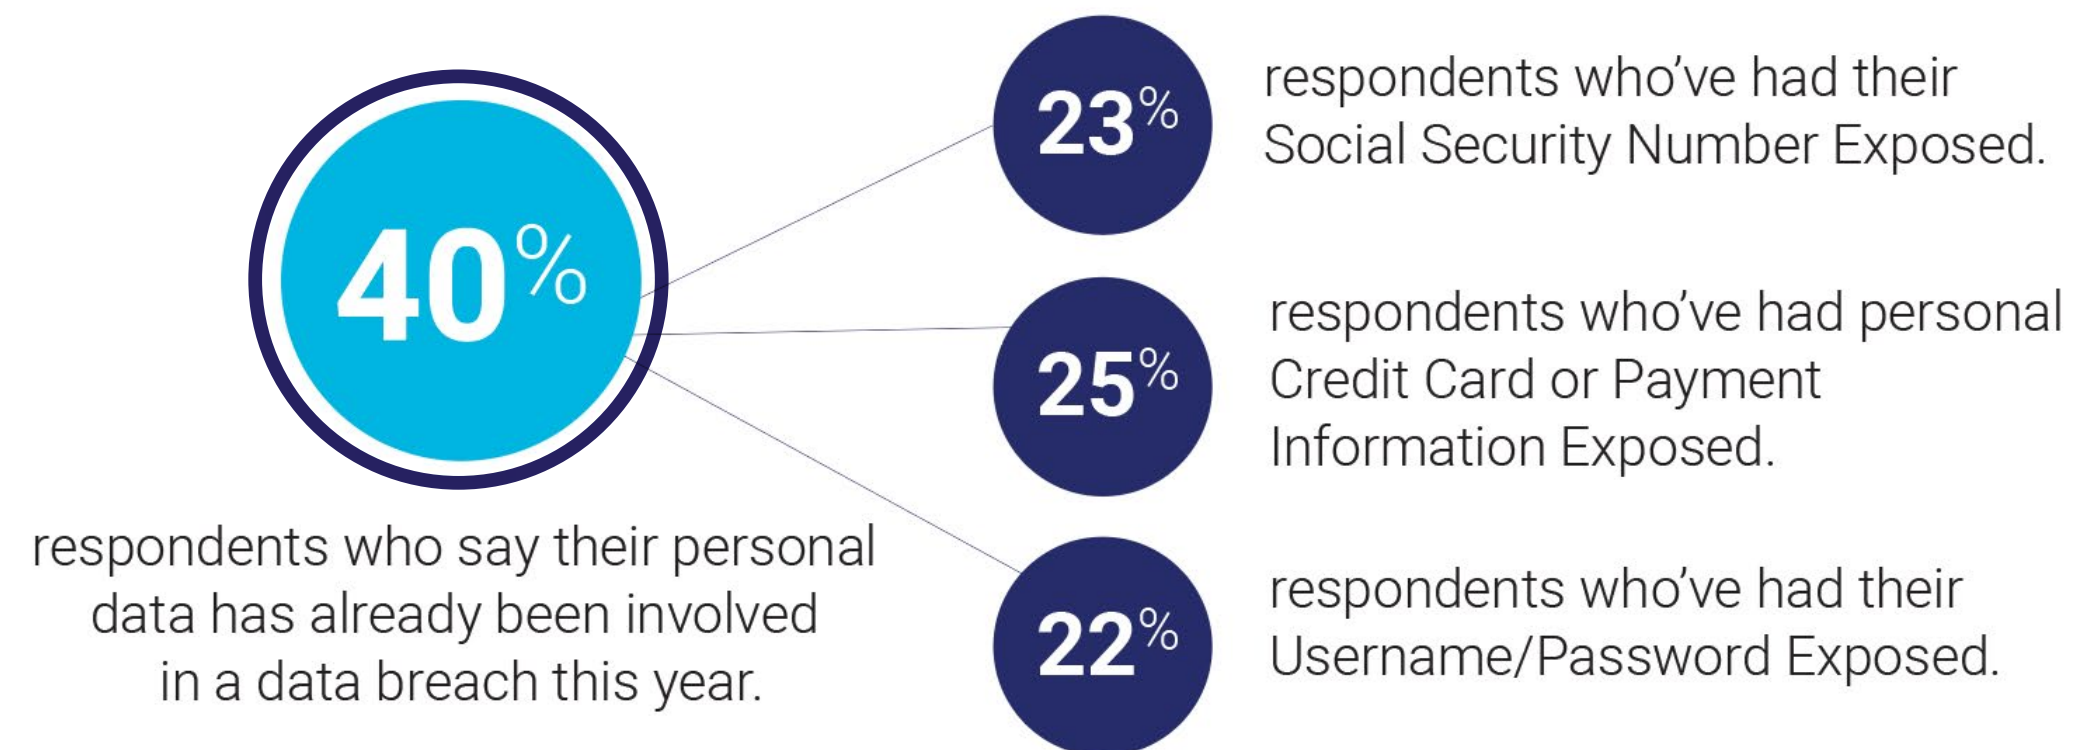 40%
respondents who say their personal
data has already been involved
in a data breach this year.
23%
respondents who’ve had their
Social Security Number Exposed.
25%
respondents who’ve had personal
Credit Card or Payment
Information Exposed.
22%
respondents who’ve had their
Username/Password Exposed.